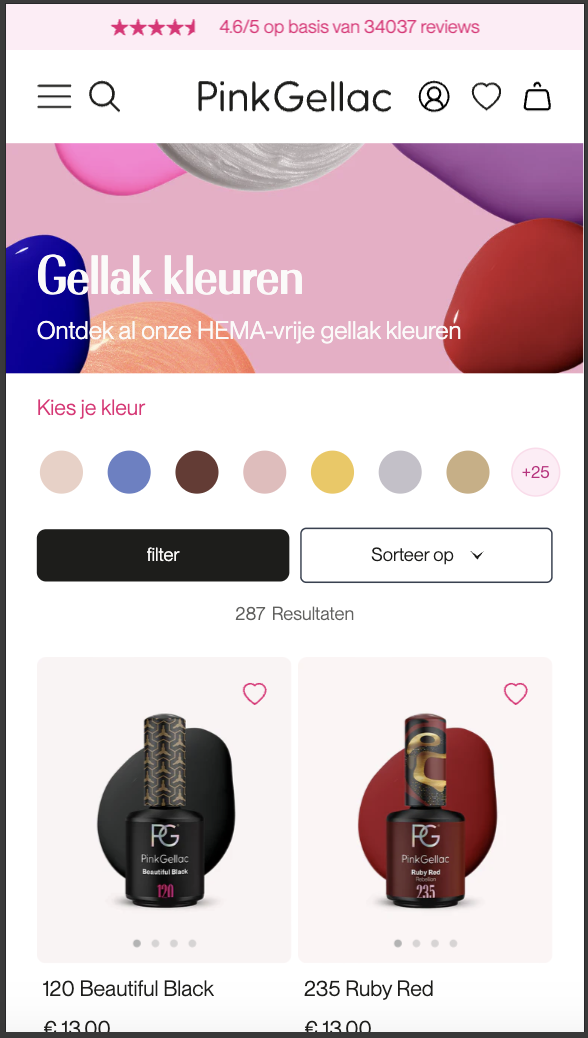 4.6/5 op basis van 34037 reviews
PinkGellac
Gellak kleuren
Ontdek al onze HEMA-vrije gellak kleuren
Kies je kleur
+25
filter
Sorteer op
287 Resultaten
PG
PinkGellac
Beautiful Black
120
PG
PinkGellac
Ruby Red
Rebellion
235
120 Beautiful Black
235 Ruby Red
€ 13,00
€ 13,00